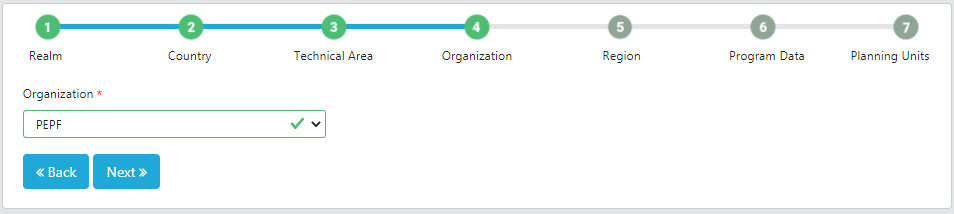 1 2 3 4 5 6 7
Realm Country Technical Area Organization Region Program Data Planning Units
Organization *
PEPF
« Back Next »